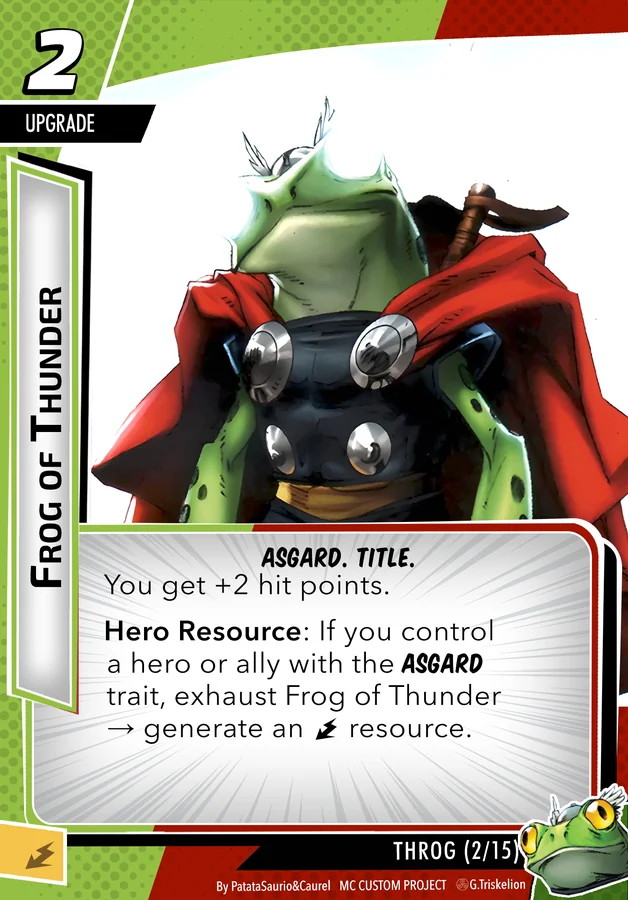 2
UPGRADE
FROG OF THUNDER
ASGARD. TITLE.
You get +2 hit points.
Hero Resource: If you control
a hero or ally with the ASGARD
trait, exhaust Frog of Thunder
→ generate an resource.
THROG (2/15)
By PatataSaurio&Caurel MC CUSTOM PROJECT G.Triskelion